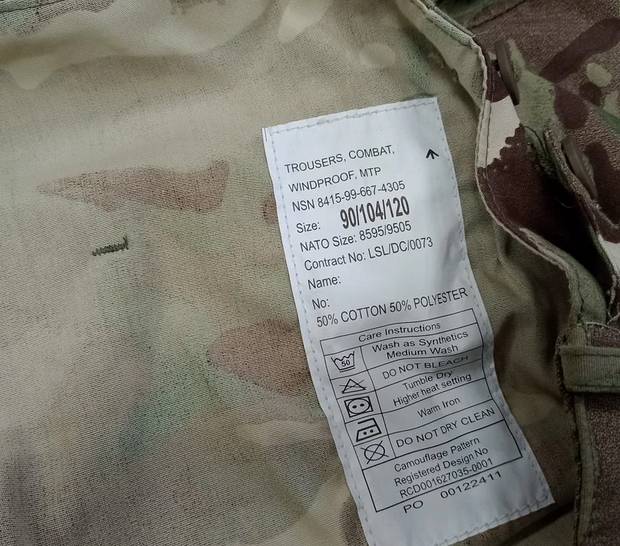 TROUSERS, COMBAT,
WINDPROOF, MTP
NSN 8415-99-667-4305
Size: 90/104/120
NATO Size: 8595/9505
Contract No: LSL/DC/0073
Name:
No:
50% COTTON 50% POLYESTER
Care Instructions
50
Wash as Synthetics
Medium Wash
DO NOT BLEACH
Tumble Dry
Higher heat setting
Warm Iron
DO NOT DRY CLEAN
Camouflage Pattern
Registered Design No
RCD001627035-0001
PO 00122411